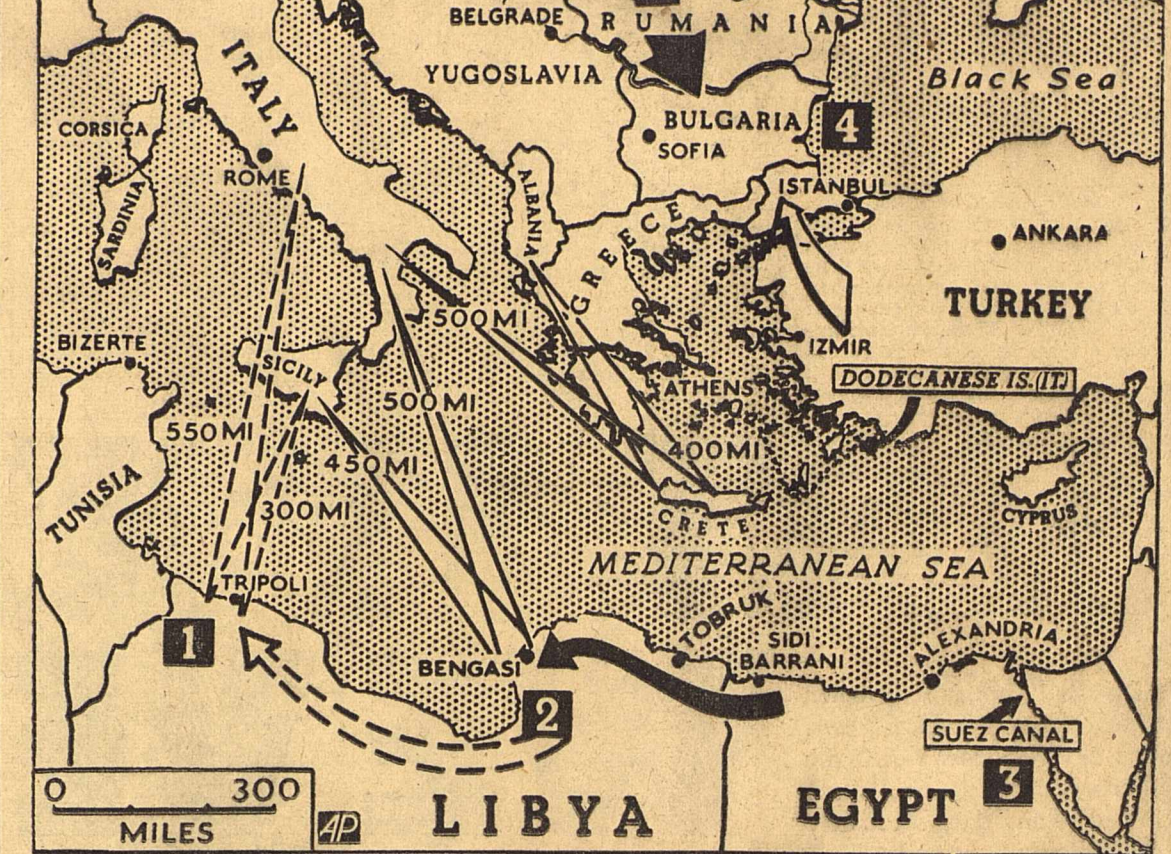 BELGRADE
RUMANIA
YUGOSLAVIA
Black Sea
ITALY
CORSICA
BULGARIA
4
SOFIA
ROME
ISTANBUL
ALBANIA
SARDINIA
GREECE
ANKARA
TURKEY
500 MI
BIZERTE
IZMIR
SICILY
DODECANESE IS.(IT.)
ATHENS
500 MI
550 MI
400 MI
450 MI
TUNISIA
300 MI
CYPRUS
CRETE
MEDITERRANEAN SEA
TRIPOLI
TOBRUK
1
SIDI
BARRANI
ALEXANDRIA
BENGASI
2
SUEZ CANAL
3
0 300
MILES
AP
LIBYA
EGYPT